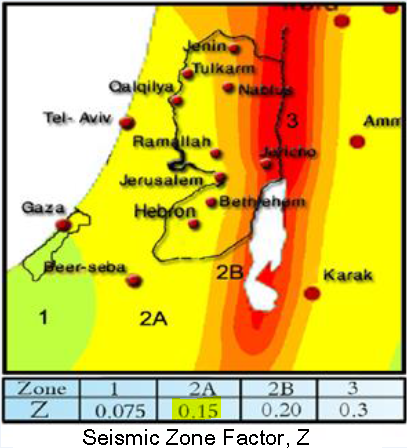 Jenin
Tulkarm
Qalqilya
Nablus
Tel-Aviv
3
Amm
Ramallah
Jericho
Jerusalem
Bethlehem
Gaza
Hebron
Beer-seba
2B
Karak
1
2A
Zone 1 2A 2B 3
Z 0.075 0.15 0.20 0.3
Seismic Zone Factor, Z